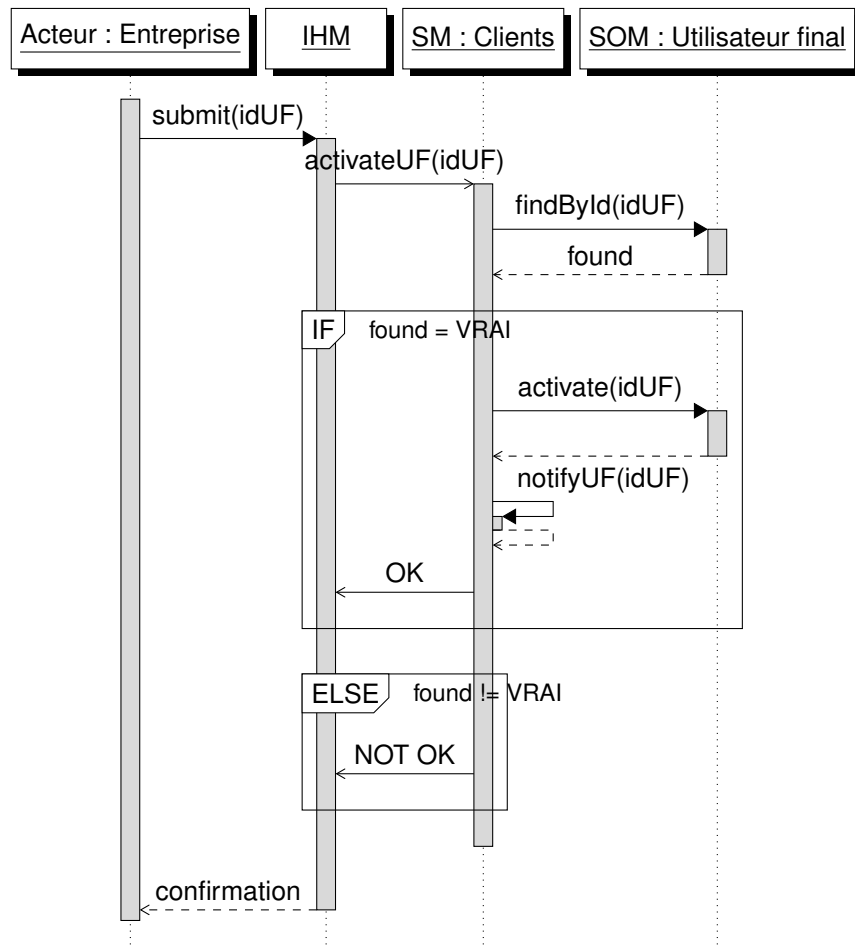 Acteur : Entreprise
IHM
SM : Clients
SOM : Utilisateur final
submit(idUF)
activateUF(idUF)
findById(idUF)
found
IF
found = VRAI
activate(idUF)
notifyUF(idUF)
OK
ELSE
found != VRAI
NOT OK
confirmation